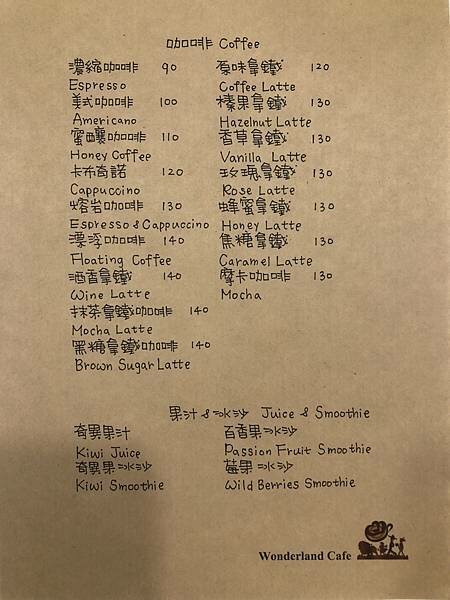 咖啡 Coffee
濃縮咖啡 90
Espresso
美式咖啡 100
Americano
蜜釀咖啡 110
Honey Coffee
卡布奇諾 120
Cappuccino
熔岩咖啡 130
Espresso & Cappuccino
漂浮咖啡 140
Floating Coffee
酒香拿鐵 140
Wine Latte
抹茶拿鐵咖啡 140
Mocha Latte
黑糖拿鐵咖啡 140
Brown Sugar Latte
原味拿鐵 120
Coffee Latte
榛果拿鐵 130
Hazelnut Latte
香草拿鐵 130
Vanilla Latte
玫瑰拿鐵 130
Rose Latte
蜂蜜拿鐵 130
Honey Latte
焦糖拿鐵 130
Caramel Latte
摩卡咖啡 130
Mocha
果汁 & 冰沙 Juice & Smoothie
奇異果汁
Kiwi Juice
奇異果冰沙
Kiwi Smoothie
百香果冰沙
Passion Fruit Smoothie
莓果冰沙
Wild Berries Smoothie
Wonderland Cafe